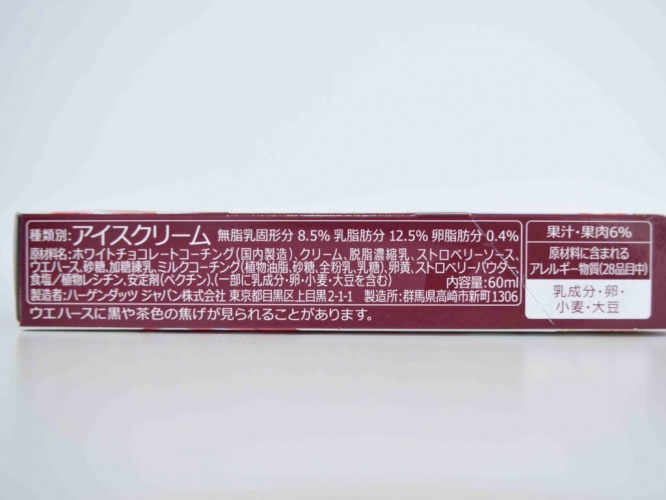 種類別:アイスクリーム 無脂乳固形分 8.5% 乳脂肪分 12.5% 卵脂肪分 0.4%
原材料名:ホワイトチョコレートコーチング(国内製造)、クリーム、脱脂濃縮乳、ストロベリーソース、
ウエハース、砂糖、加糖練乳、ミルクコーチング(植物油脂、砂糖、全粉乳、乳糖)、卵黄、ストロベリーパウダー、
食塩/植物レシチン、安定剤(ペクチン)、(一部に乳成分・卵・小麦・大豆を含む) 内容量:60ml
製造者:ハーゲンダッツ ジャパン株式会社 東京都目黒区上目黒2-1-1 製造所:群馬県高崎市新町1306
ウエハースに黒や茶色の焦げが見られることがあります。
果汁・果肉6%
原材料に含まれる
アレルギー物質(28品目中)
乳成分・卵・
小麦・大豆